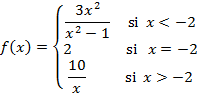 f(x) = { 3x² / (x² − 1)   si  x < −2
2   si  x = −2
10 / x   si  x > −2